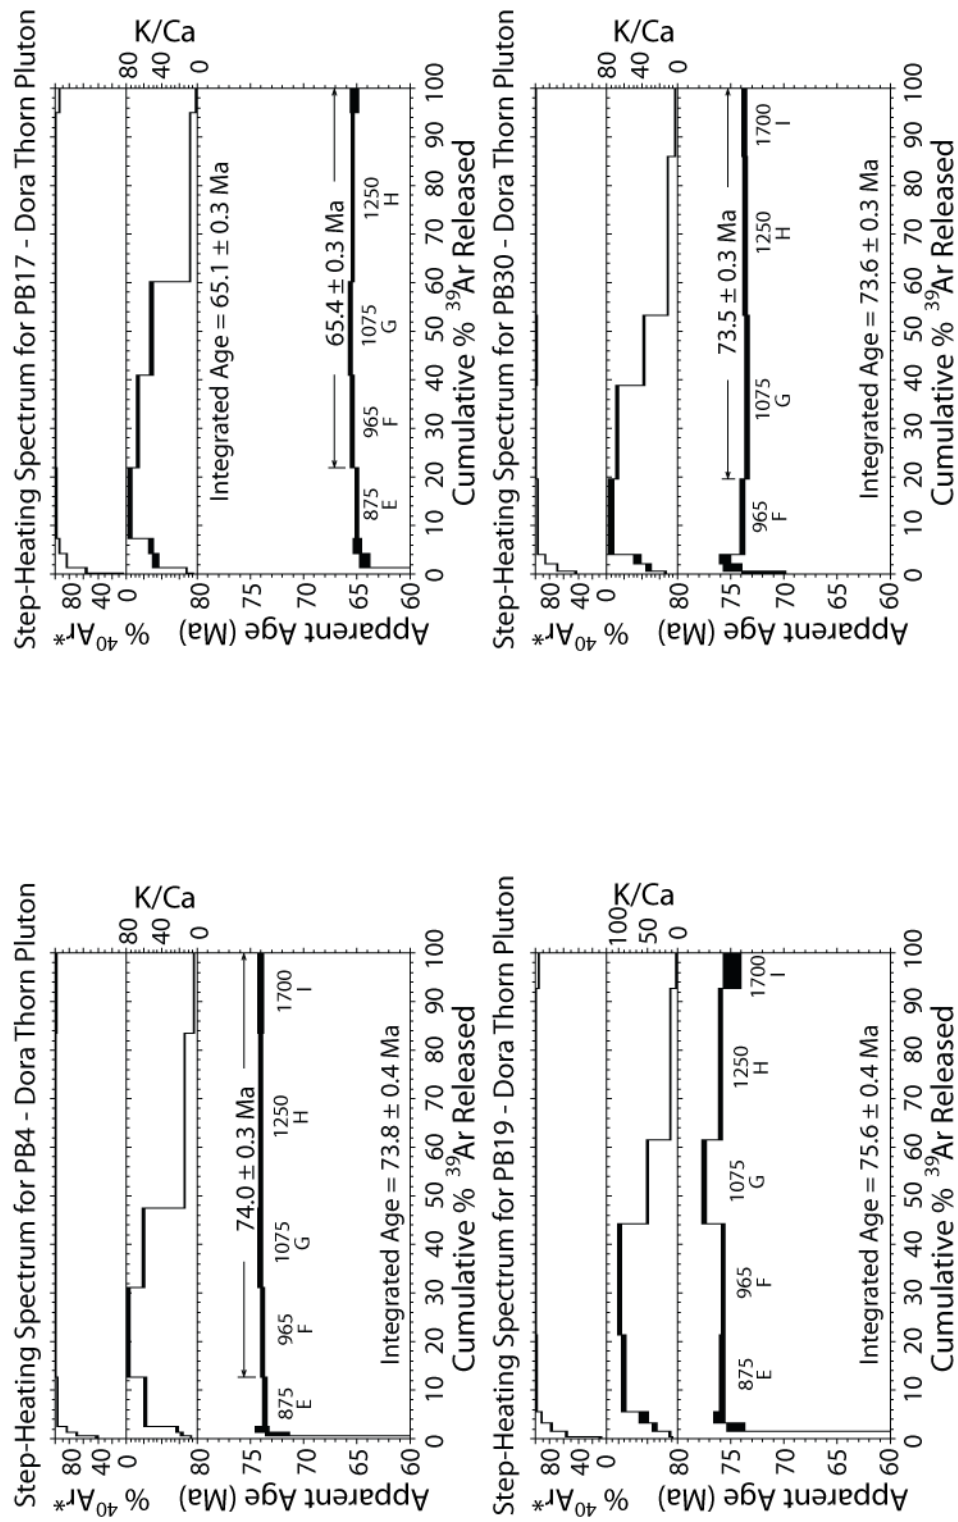 Step-Heating Spectrum for PB4 - Dora Thorn Pluton
% ⁴⁰Ar*
80
40
0
K/Ca
80
40
0
Apparent Age (Ma)
80
75
70
65
60
74.0 ± 0.3 Ma
875 965 1075 1250 1700
E F G H I
Integrated Age = 73.8 ± 0.4 Ma
0 10 20 30 40 50 60 70 80 90 100
Cumulative % ³⁹Ar Released
Step-Heating Spectrum for PB17 - Dora Thorn Pluton
% ⁴⁰Ar*
80
40
0
K/Ca
80
40
0
Apparent Age (Ma)
80
75
70
65
60
Integrated Age = 65.1 ± 0.3 Ma
65.4 ± 0.3 Ma
875 965 1075 1250
E F G H
0 10 20 30 40 50 60 70 80 90 100
Cumulative % ³⁹Ar Released
Step-Heating Spectrum for PB19 - Dora Thorn Pluton
% ⁴⁰Ar*
80
40
0
K/Ca
100
50
0
Apparent Age (Ma)
80
75
70
65
60
875 965 1075 1250 1700
E F G H I
Integrated Age = 75.6 ± 0.4 Ma
0 10 20 30 40 50 60 70 80 90 100
Cumulative % ³⁹Ar Released
Step-Heating Spectrum for PB30 - Dora Thorn Pluton
% ⁴⁰Ar*
80
40
0
K/Ca
80
40
0
Apparent Age (Ma)
80
75
70
65
60
73.5 ± 0.3 Ma
965 1075 1250 1700
F G H I
Integrated Age = 73.6 ± 0.3 Ma
0 10 20 30 40 50 60 70 80 90 100
Cumulative % ³⁹Ar Released